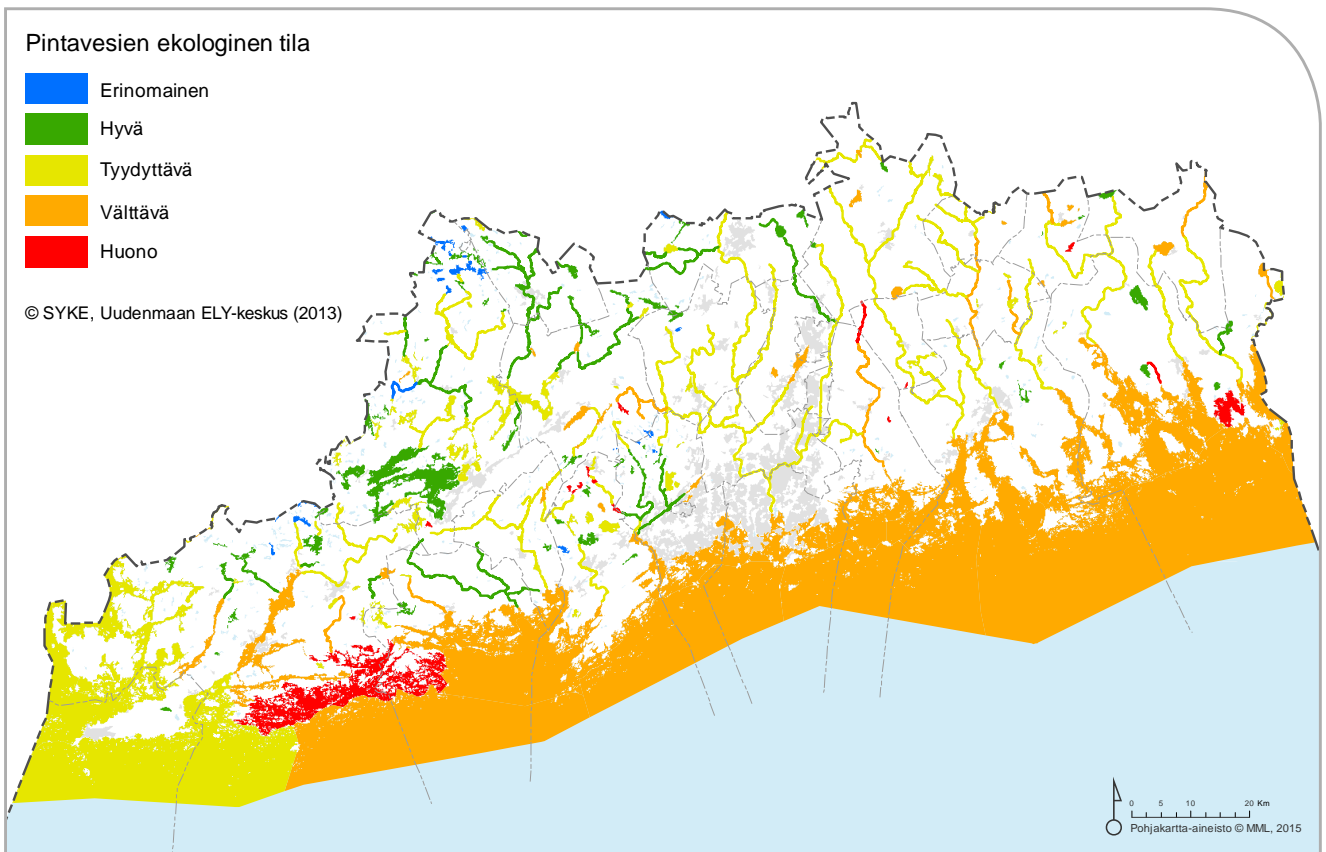 Pintavesien ekologinen tila
Erinomainen
Hyvä
Tyydyttävä
Välttävä
Huono
© SYKE, Uudenmaan ELY-keskus (2013)
0 5 10 20 Km
Pohjakartta-aineisto © MML, 2015